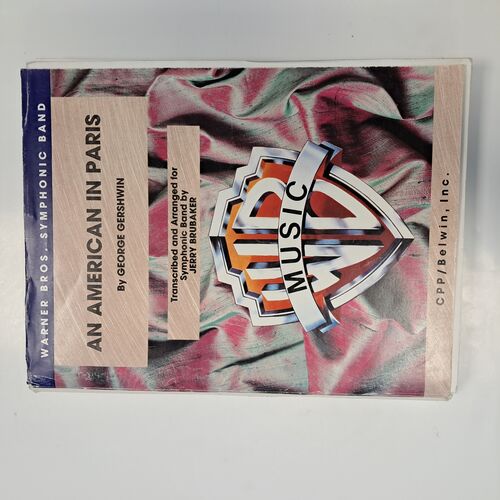 WARNER BROS. SYMPHONIC BAND
AN AMERICAN IN PARIS
By GEORGE GERSHWIN
Transcribed and Arranged for
Symphonic Band by
JERRY BRUBAKER
WB
MUSIC
CPP/Belwin, Inc.